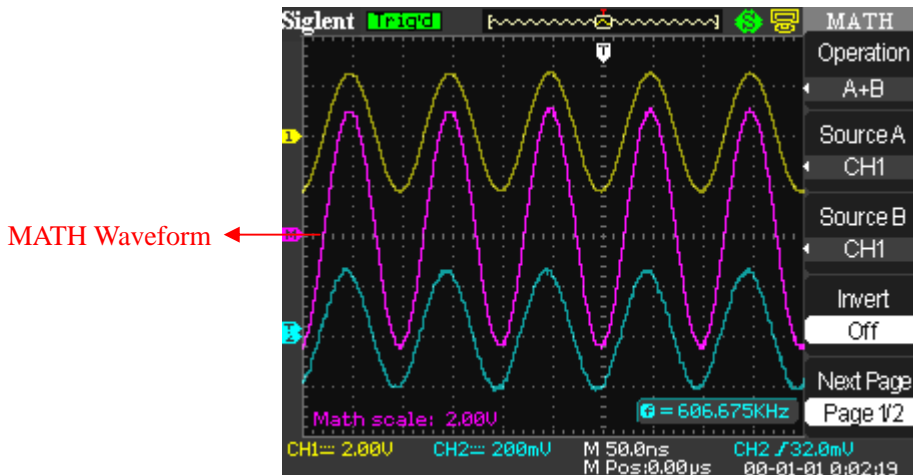 Siglent Trig'd MATH
T
Operation
A+B
1
Source A
CH1
Source B
MATH Waveform
M
CH1
Invert
Off
2
Next Page
Math scale: 2.00V
f = 606.675KHz
Page 1/2
CH1 2.00V CH2 200mV M 50.0ns CH2 32.0mV
M Pos:0.00µs 00-01-01 0:02:19